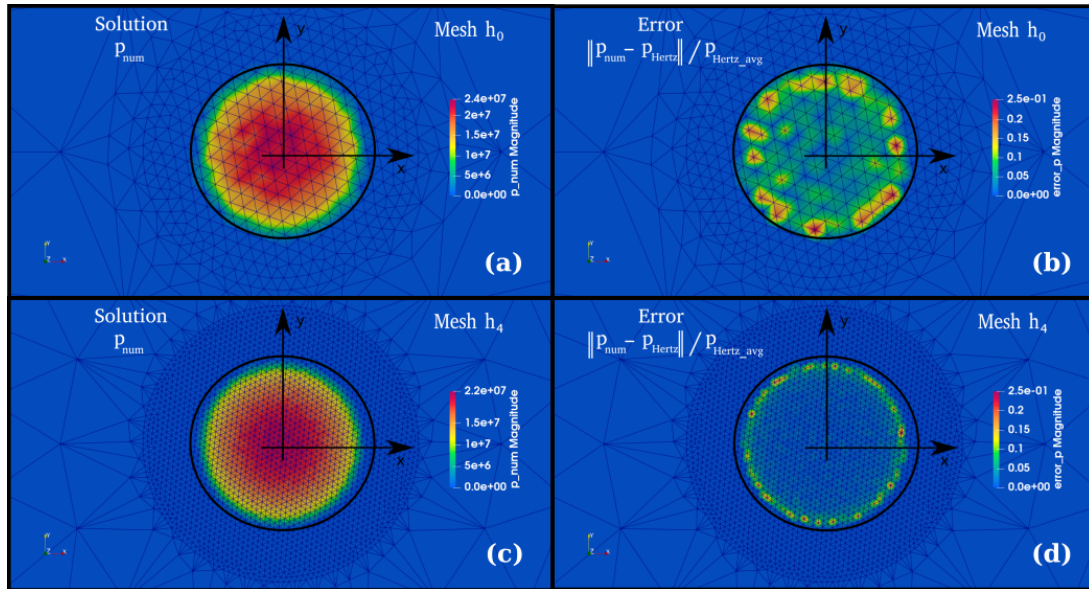 Solution
p_num
Mesh h_0
y
x
2.4e+07
2e+7
1.5e+7
1e+7
5e+6
0.0e+00
p_num Magnitude
Y
Z
X
(a)
Error
||p_num - p_Hertz|| / p_Hertz_avg
Mesh h_0
y
x
2.5e-01
0.2
0.15
0.1
0.05
0.0e+00
error_p Magnitude
Y
Z
X
(b)
Solution
p_num
Mesh h_4
y
x
2.2e+07
1.5e+7
1e+7
5e+6
0.0e+00
p_num Magnitude
Y
Z
X
(c)
Error
||p_num - p_Hertz|| / p_Hertz_avg
Mesh h_4
y
x
2.5e-01
0.2
0.15
0.1
0.05
0.0e+00
error_p Magnitude
Y
Z
X
(d)